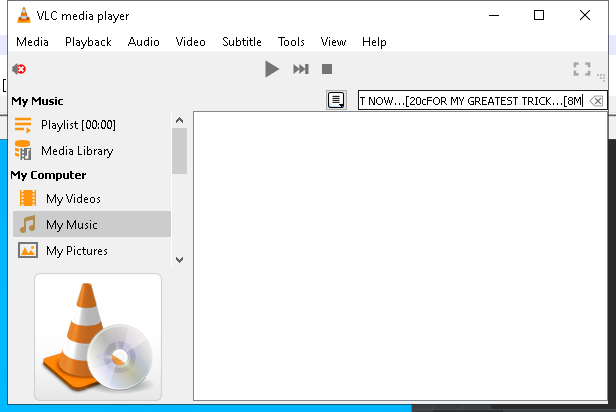 VLC media player
Media Playback Audio Video Subtitle Tools View Help
[
My Music
T NOW...[20cFOR MY GREATEST TRICK...[8M
Playlist [00:00]
Media Library
My Computer
My Videos
My Music
My Pictures